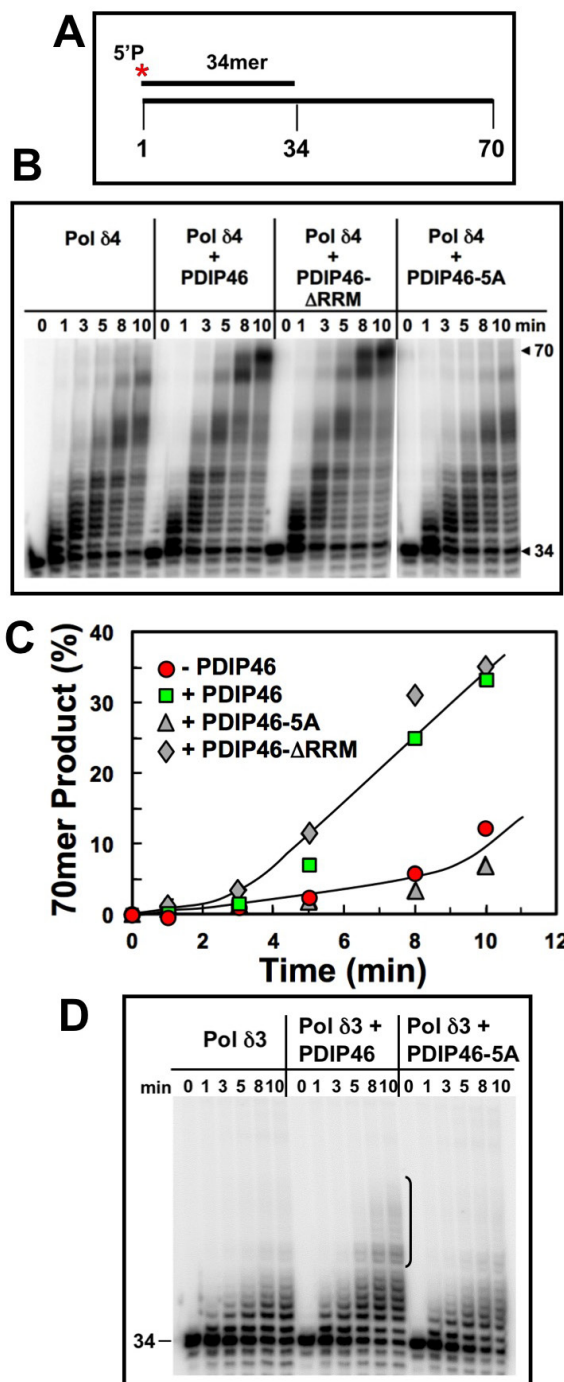 A
5'P
34mer
*
1 34 70
B
Pol δ4 Pol δ4 + PDIP46 Pol δ4 + PDIP46-ΔRRM Pol δ4 + PDIP46-5A
0 1 3 5 8 10 0 1 3 5 8 10 0 1 3 5 8 10 0 1 3 5 8 10 min
70
34
C
70mer Product (%)
40
30
20
10
0
- PDIP46
+ PDIP46
+ PDIP46-5A
+ PDIP46-ΔRRM
0 2 4 6 8 10 12
Time (min)
D
Pol δ3 Pol δ3 + PDIP46 Pol δ3 + PDIP46-5A
min 0 1 3 5 8 10 0 1 3 5 8 10 0 1 3 5 8 10
34